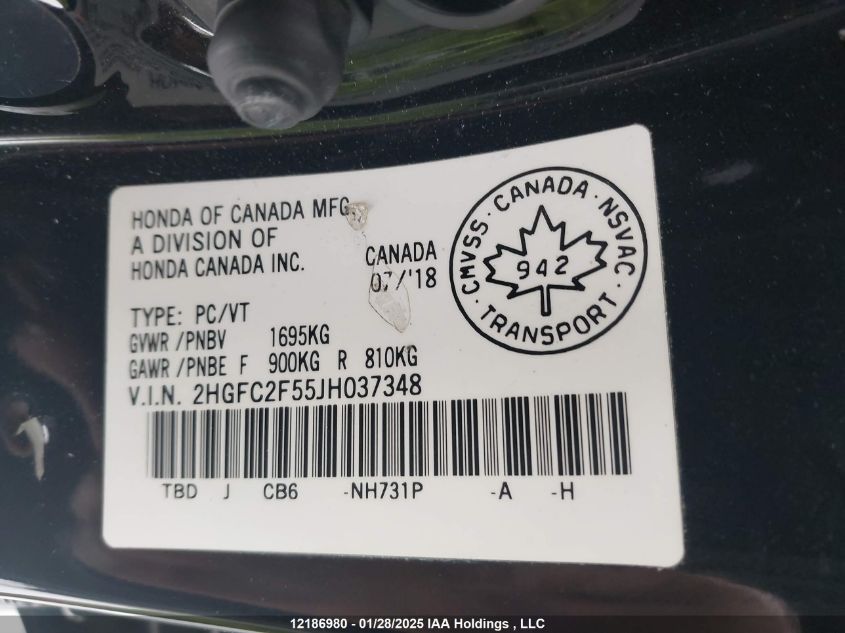 HONDA OF CANADA MFG.
A DIVISION OF
HONDA CANADA INC.
CANADA
07/'18
CMVSS · CANADA · NSVAC · TRANSPORT ·
942
TYPE: PC/VT
GVWR /PNBV 1695KG
GAWR /PNBE F 900KG R 810KG
V.I.N. 2HGFC2F55JH037348
TBD J CB6 -NH731P -A -H
12186980 - 01/28/2025 IAA Holdings , LLC